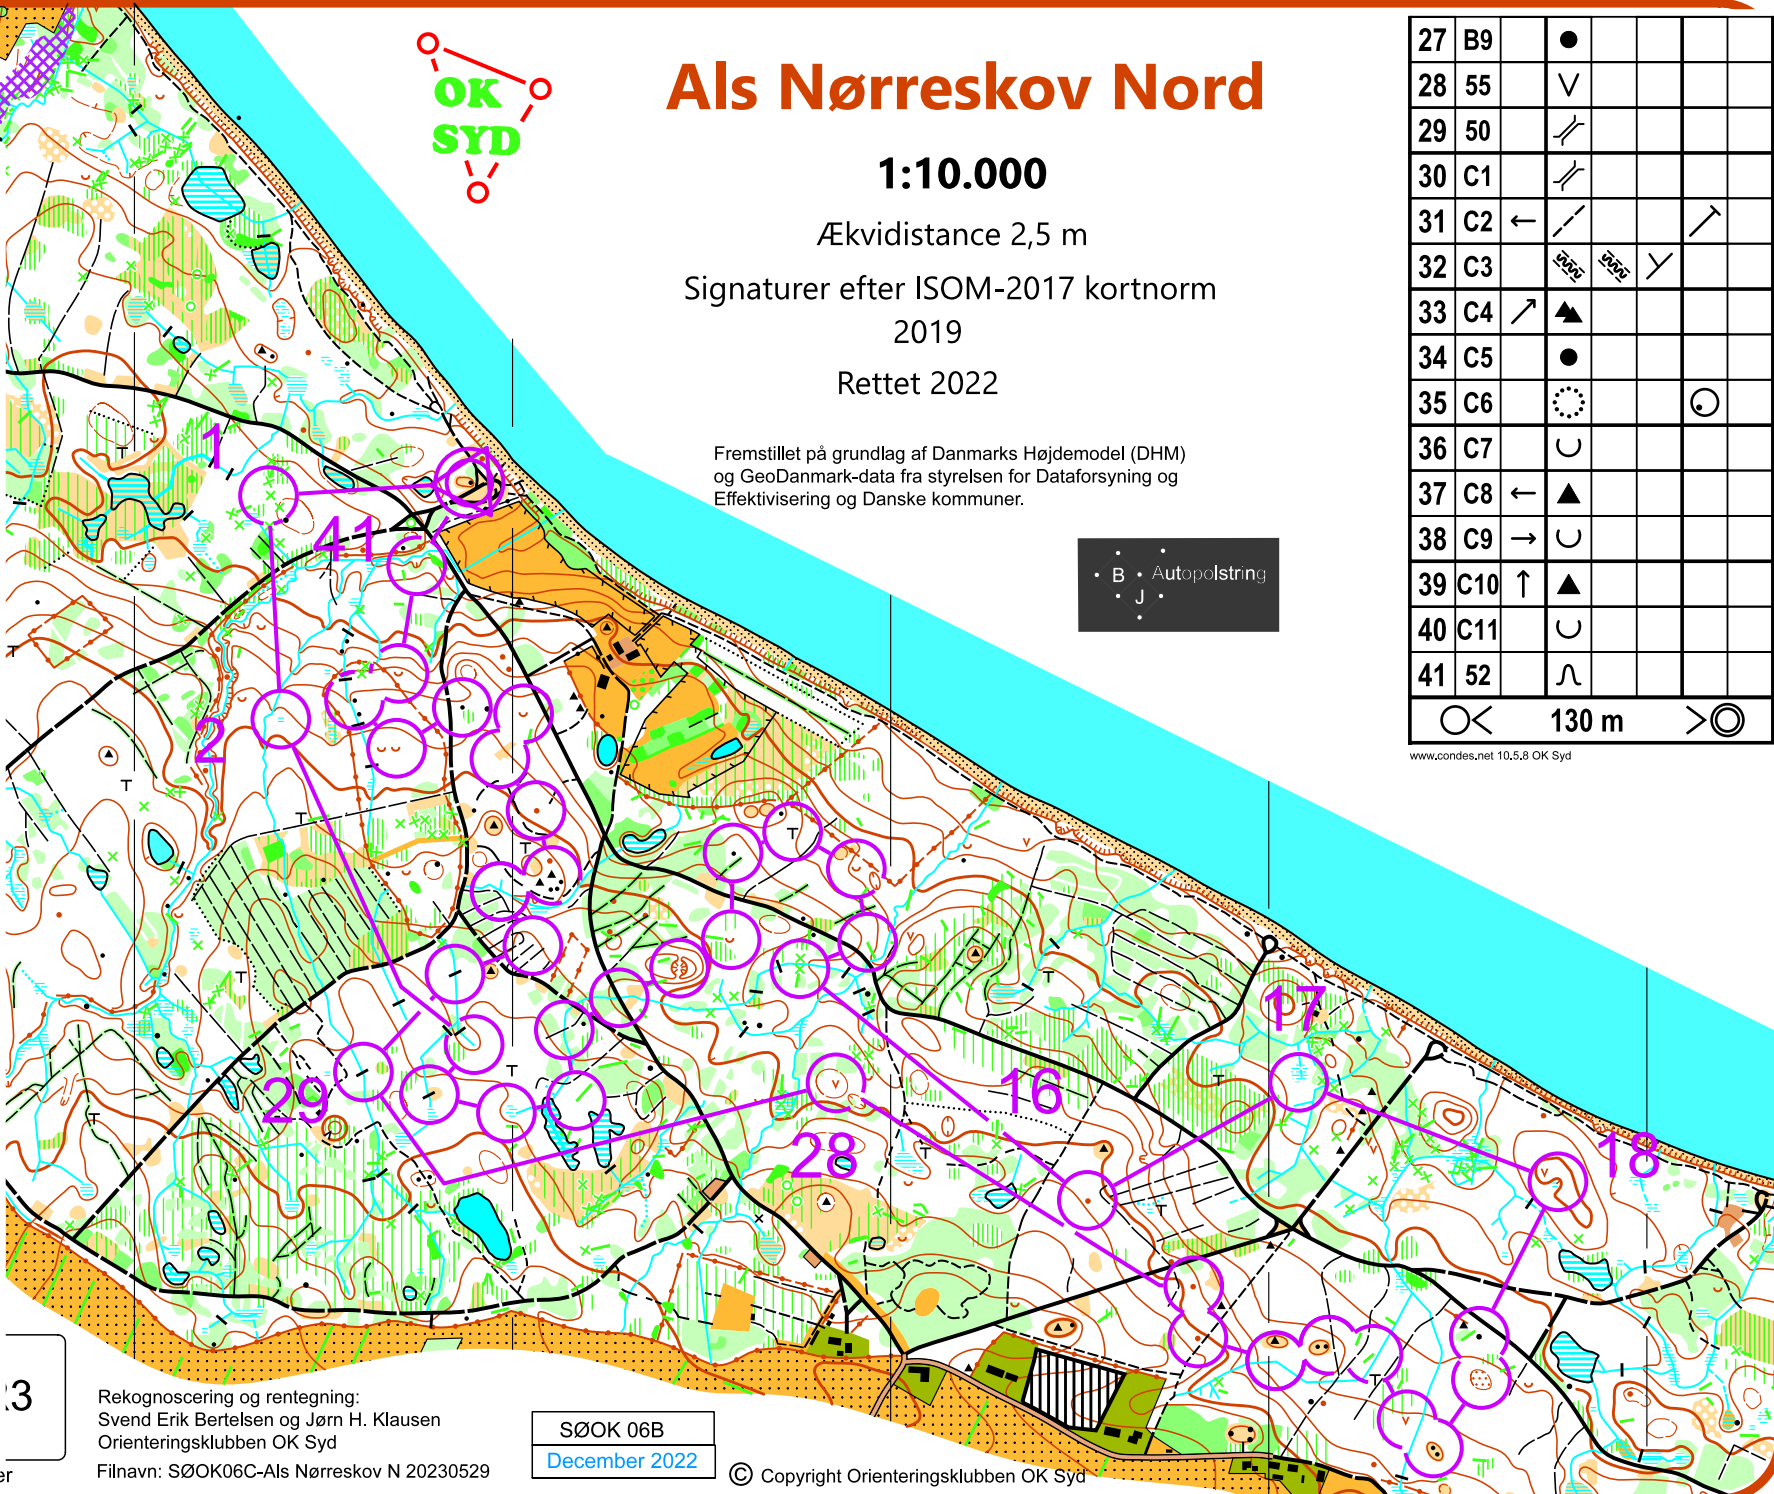 OK
SYD
Als Nørreskov Nord
1:10.000
Ækvidistance 2,5 m
Signaturer efter ISOM-2017 kortnorm
2019
Rettet 2022
Fremstillet på grundlag af Danmarks Højdemodel (DHM)
og GeoDanmark-data fra styrelsen for Dataforsyning og
Effektivisering og Danske kommuner.
B Autopolstring
J
27 B9
28 55
29 50
30 C1
31 C2
32 C3
33 C4
34 C5
35 C6
36 C7
37 C8
38 C9
39 C10
40 C11
41 52
130 m
www.condes.net 10.5.8 OK Syd
1
41
2
17
16
29
28
18
Rekognoscering og rentegning:
Svend Erik Bertelsen og Jørn H. Klausen
Orienteringsklubben OK Syd
Filnavn: SØOK06C-Als Nørreskov N 20230529
SØOK 06B
December 2022
© Copyright Orienteringsklubben OK Syd